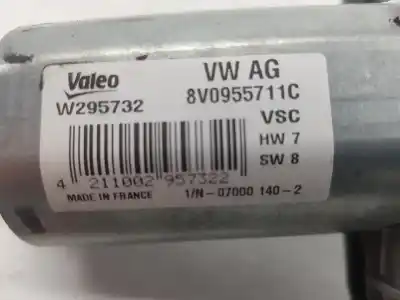 Valeo VW AG
W295732 8V0955711C
VSC
HW 7
SW 8
4 211002 957322
MADE IN FRANCE 1/N-07000 140-2